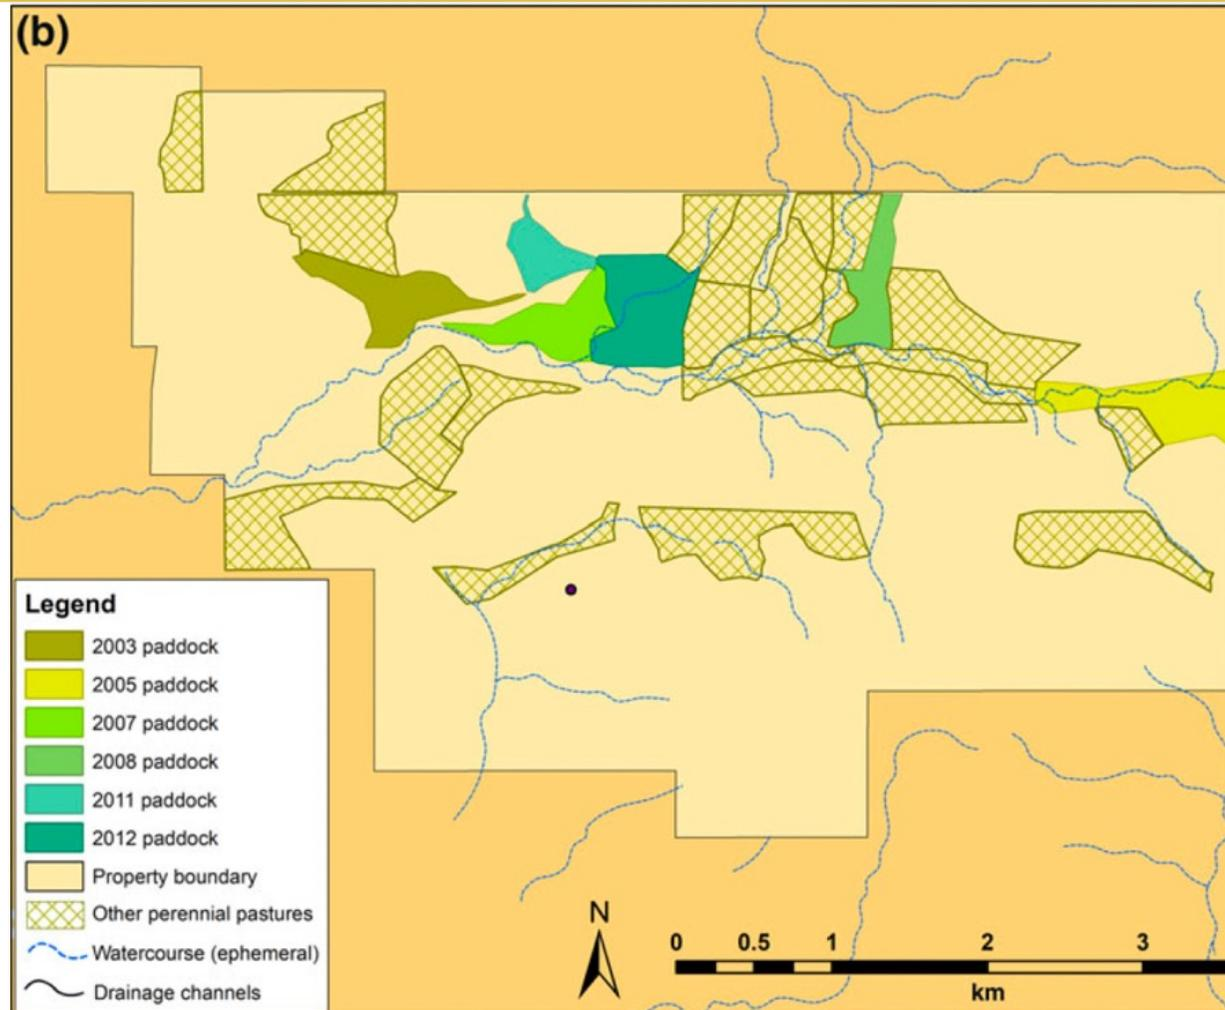 (b)
Legend
2003 paddock
2005 paddock
2007 paddock
2008 paddock
2011 paddock
2012 paddock
Property boundary
Other perennial pastures
Watercourse (ephemeral)
Drainage channels
N
0 0.5 1 2 3
km